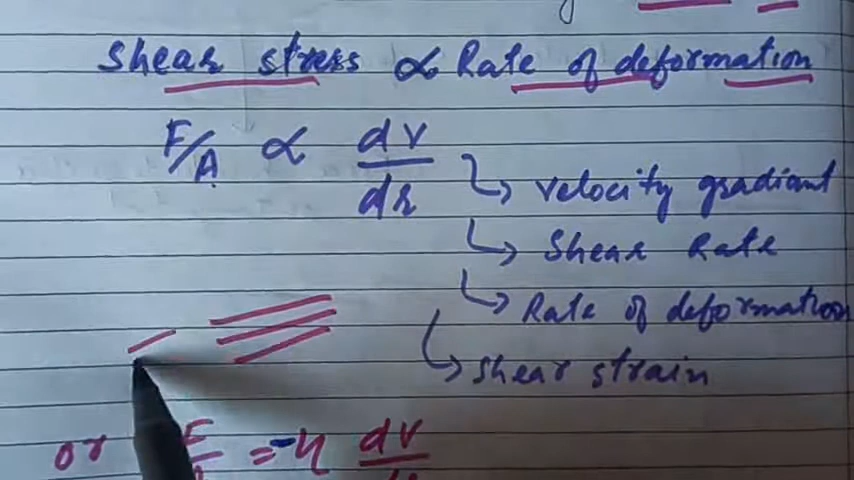 Shear stress ∝ Rate of deformation
F/A ∝ dv/dr
velocity gradiant
Shear Rate
Rate of deformation
shear strain
or F = -η dv